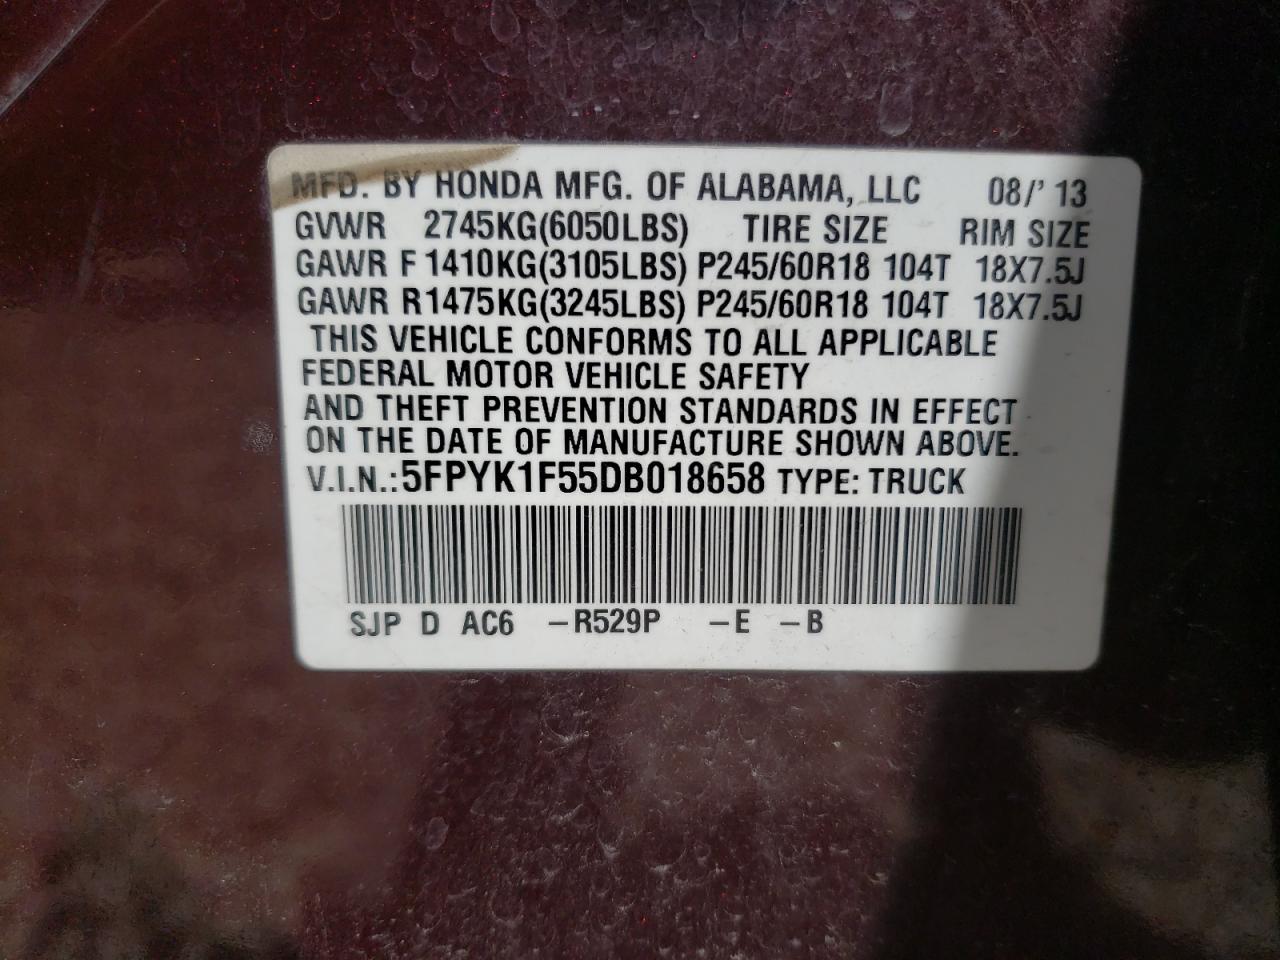 MFD. BY HONDA MFG. OF ALABAMA, LLC 08/' 13
GVWR 2745KG(6050LBS) TIRE SIZE RIM SIZE
GAWR F 1410KG(3105LBS) P245/60R18 104T 18X7.5J
GAWR R1475KG(3245LBS) P245/60R18 104T 18X7.5J
THIS VEHICLE CONFORMS TO ALL APPLICABLE
FEDERAL MOTOR VEHICLE SAFETY
AND THEFT PREVENTION STANDARDS IN EFFECT
ON THE DATE OF MANUFACTURE SHOWN ABOVE.
V.I.N.:5FPYK1F55DB018658 TYPE: TRUCK
SJP D AC6 -R529P -E -B